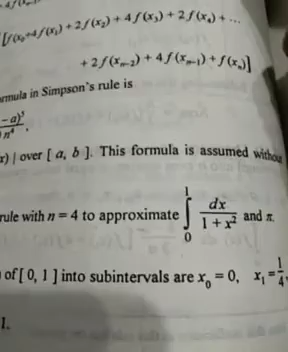 [f(x₀)+4f(x₁) + 2f(x₂) + 4f(x₃) + 2f(x₄) + ...
+ 2f(xₙ₋₂) + 4f(xₙ₋₁) + f(xₙ)]
in Simpson's rule is
-a)⁵
n⁴
x) | over [ a, b ]. This formula is assumed without
rule with n = 4 to approximate ∫₀¹ dx / (1 + x²) and π.
of [ 0, 1 ] into subintervals are x₀ = 0, x₁ = 1/4,
1.